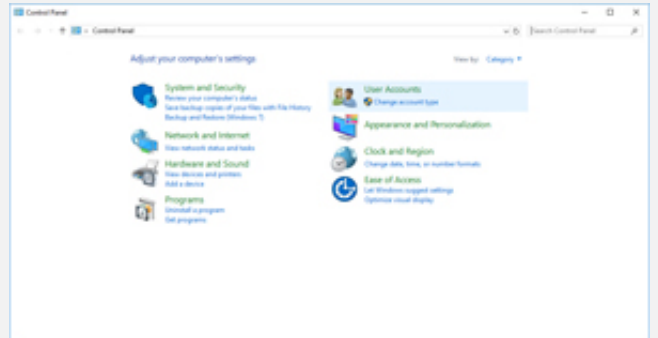 Control Panel
Control Panel
Search Control Panel
Adjust your computer's settings
View by: Category
System and Security
Review your computer's status
Save backup copies of your files with File History
Backup and Restore (Windows 7)
Network and Internet
View network status and tasks
Hardware and Sound
View devices and printers
Add a device
Programs
Uninstall a program
Get programs
User Accounts
Change account type
Appearance and Personalization
Clock and Region
Change date, time, or number formats
Ease of Access
Let Windows suggest settings
Optimize visual display